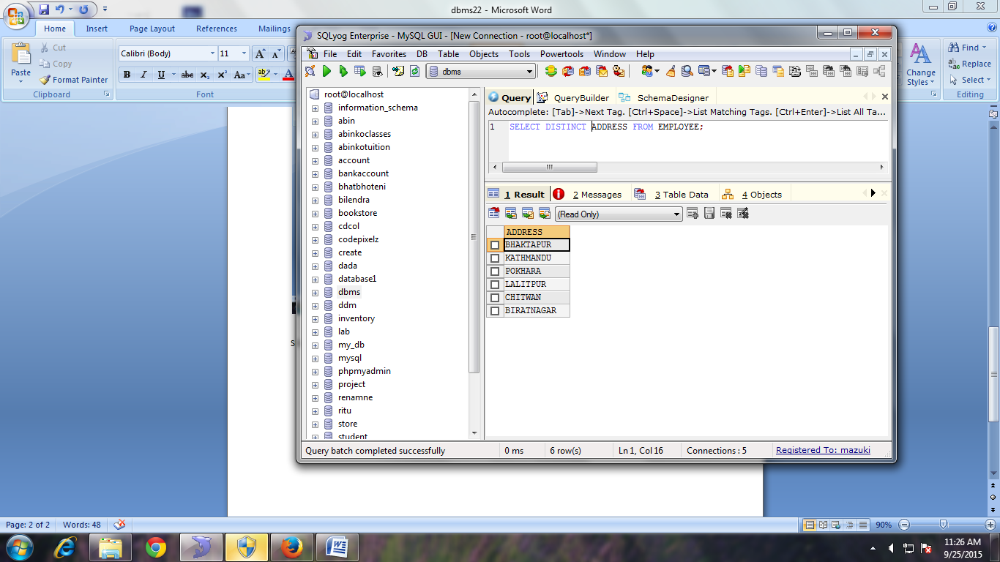 dbms22 - Microsoft Word
Home Insert Page Layout References Mailings
Cut
Copy
Format Painter
Paste
Clipboard
Calibri (Body) 11
Font
Change Styles
Find
Replace
Select
Editing
SQLyog Enterprise - MySQL GUI - [New Connection - root@localhost*]
File Edit Favorites DB Table Objects Tools Powertools Window Help
dbms
root@localhost
information_schema
abin
abinkoclasses
abinkotuition
account
bankaccount
bhatbhoteni
bilendra
bookstore
cdcol
codepixelz
create
dada
database1
dbms
ddm
inventory
lab
my_db
mysql
phpmyadmin
project
renamne
ritu
store
student
Query QueryBuilder SchemaDesigner
Autocomplete: [Tab]->Next Tag. [Ctrl+Space]->List Matching Tags. [Ctrl+Enter]->List All Ta...
1 SELECT DISTINCT ADDRESS FROM EMPLOYEE;
1 Result 2 Messages 3 Table Data 4 Objects
(Read Only)
ADDRESS
BHAKTAPUR
KATHMANDU
POKHARA
LALITPUR
CHITWAN
BIRATNAGAR
Query batch completed successfully 0 ms 6 row(s) Ln 1, Col 16 Connections : 5 Registered To: mazuki
Page: 2 of 2 Words: 48 90%
11:26 AM
9/25/2015